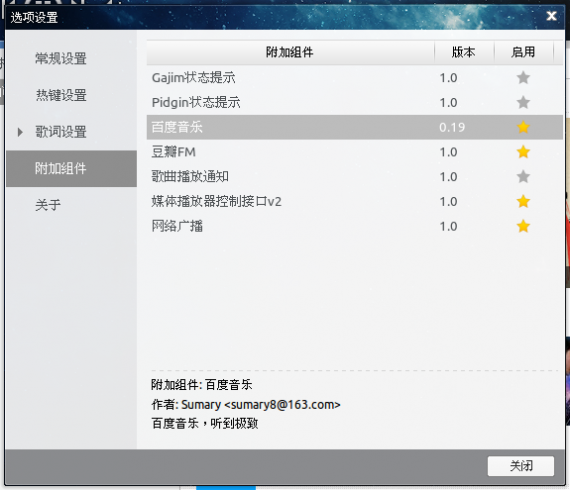 选项设置
常规设置
热键设置
歌词设置
附加组件
关于
附加组件 版本 启用
Gajim状态提示 1.0
Pidgin状态提示 1.0
百度音乐 0.19
豆瓣FM 1.0
歌曲播放通知 1.0
媒体播放器控制接口v2 1.0
网络广播 1.0
附加组件: 百度音乐
作者: Sumary <sumary8@163.com>
百度音乐，听到极致
关闭